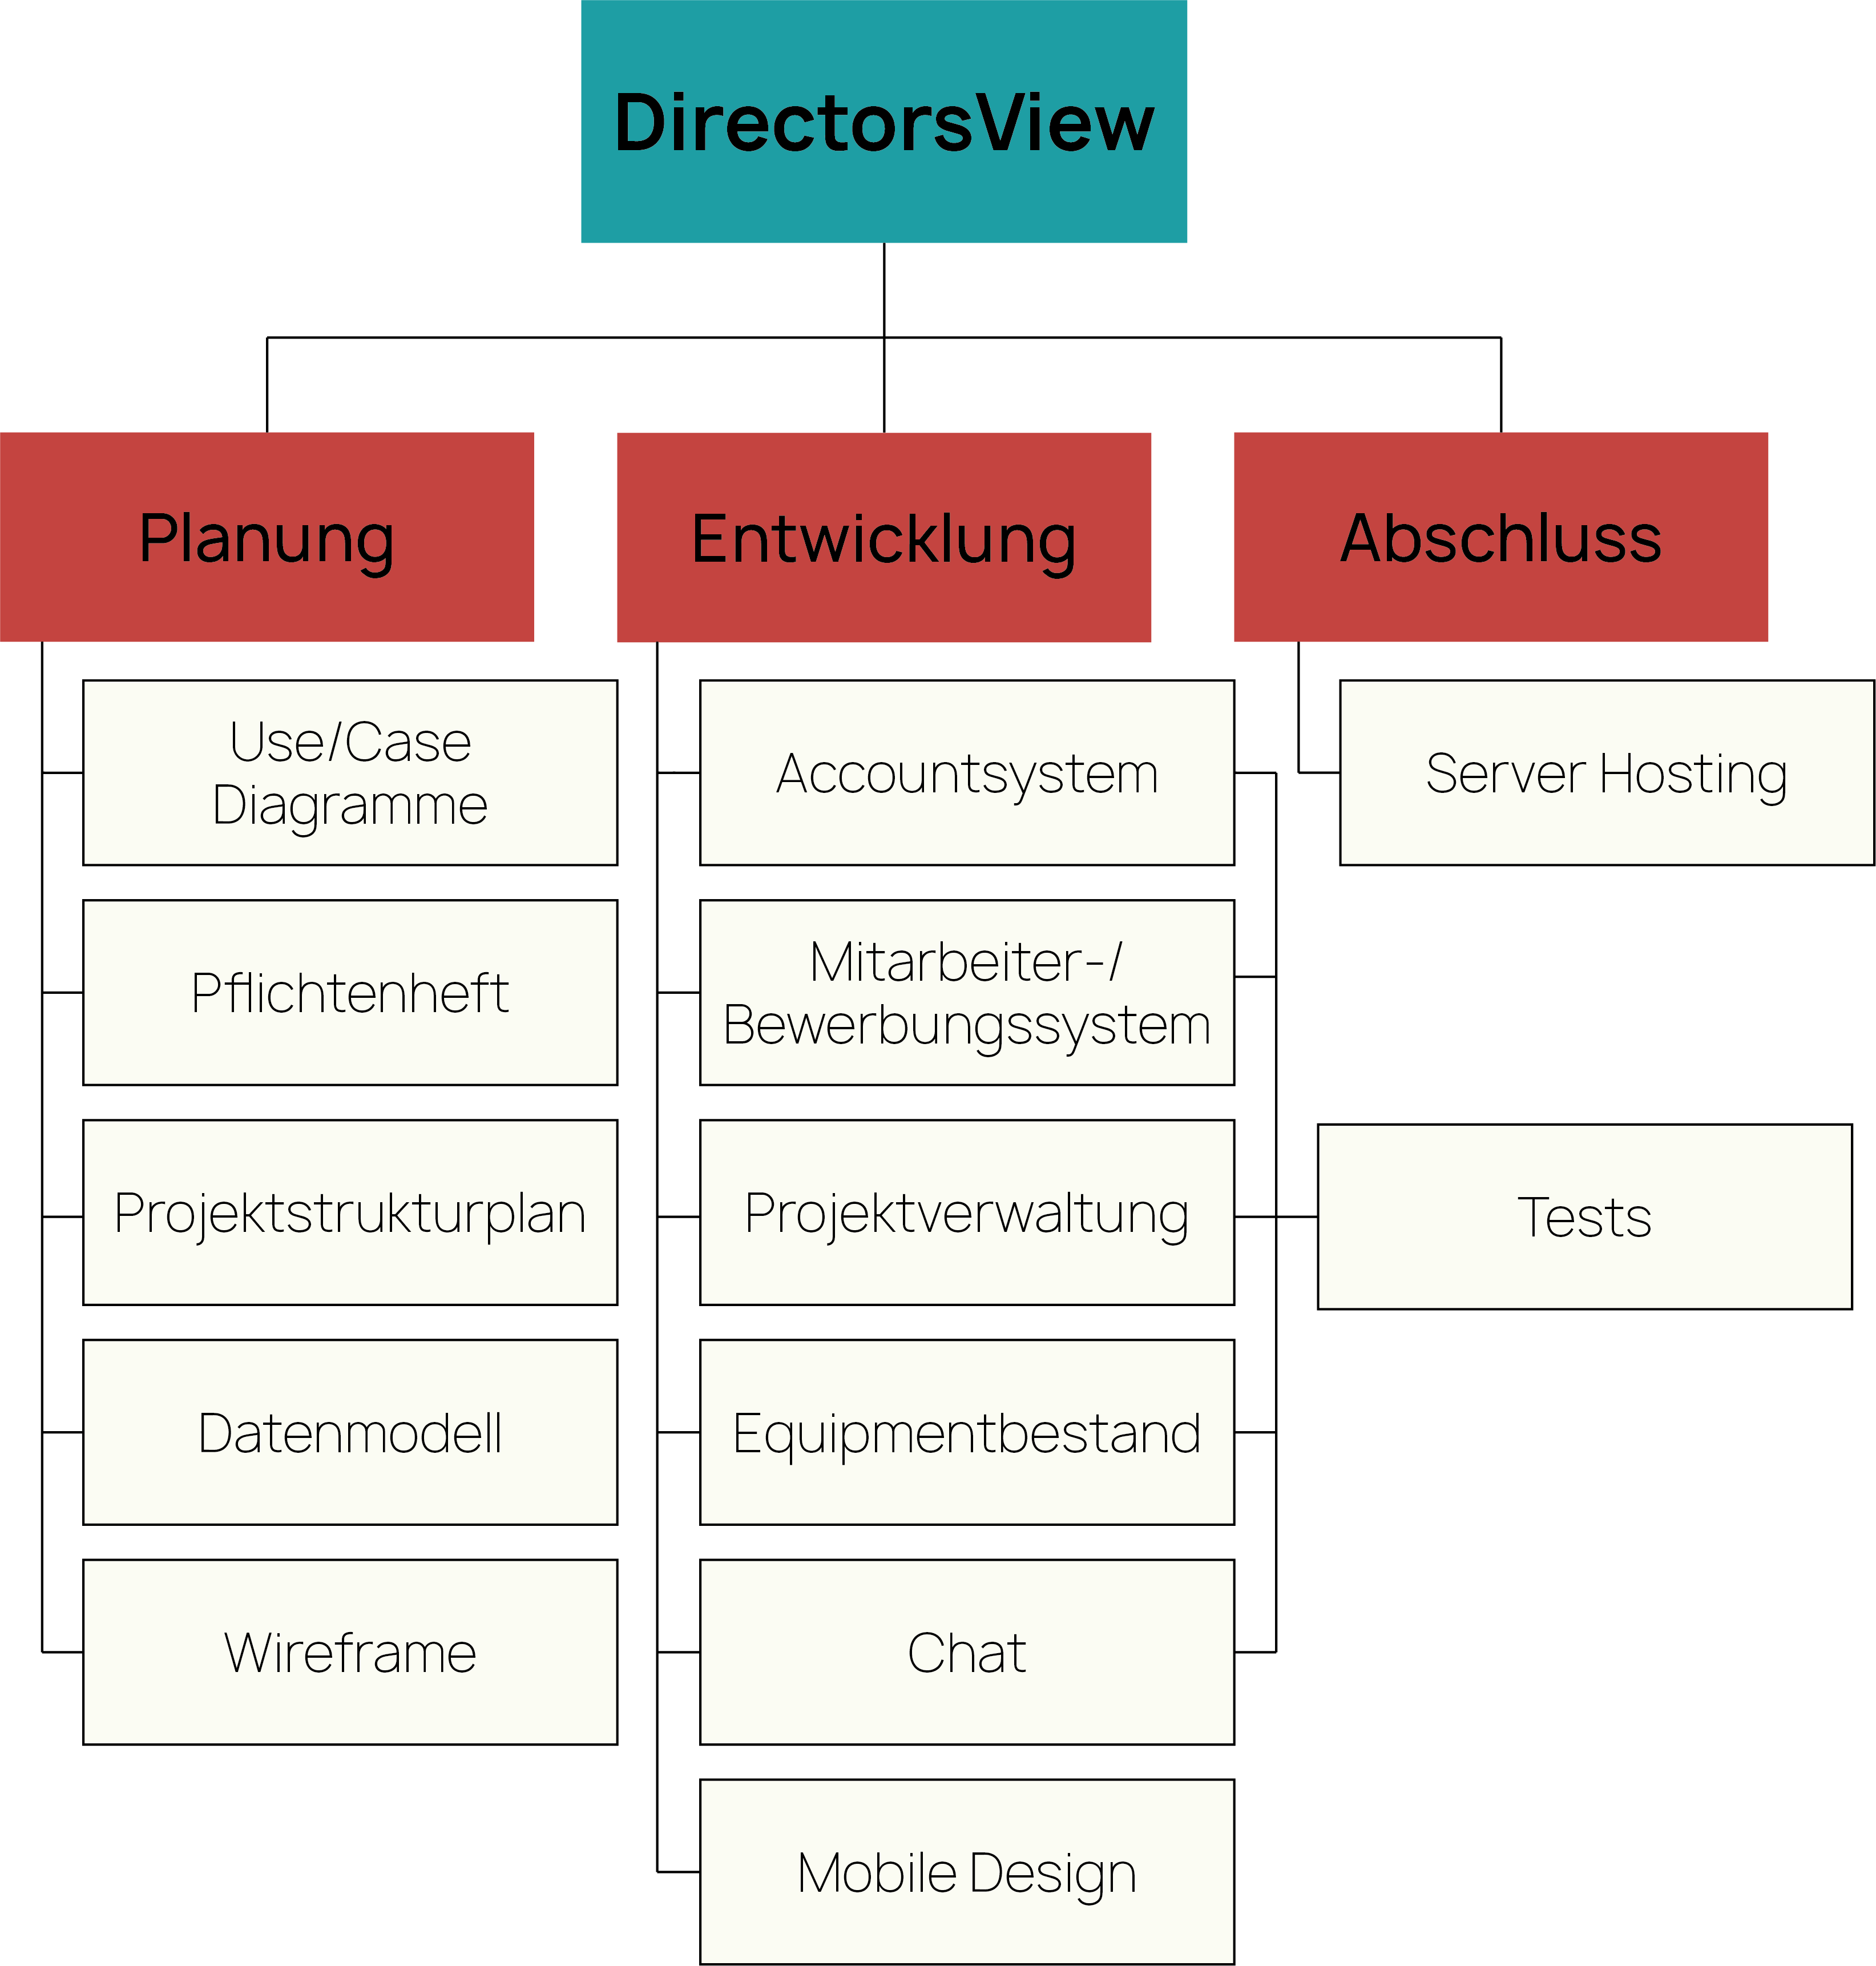 DirectorsView
Planung
Entwicklung
Abschluss
Use/Case
Diagramme
Pflichtenheft
Projektstrukturplan
Datenmodell
Wireframe
Accountsystem
Mitarbeiter-/
Bewerbungssystem
Projektverwaltung
Equipmentbestand
Chat
Mobile Design
Server Hosting
Tests